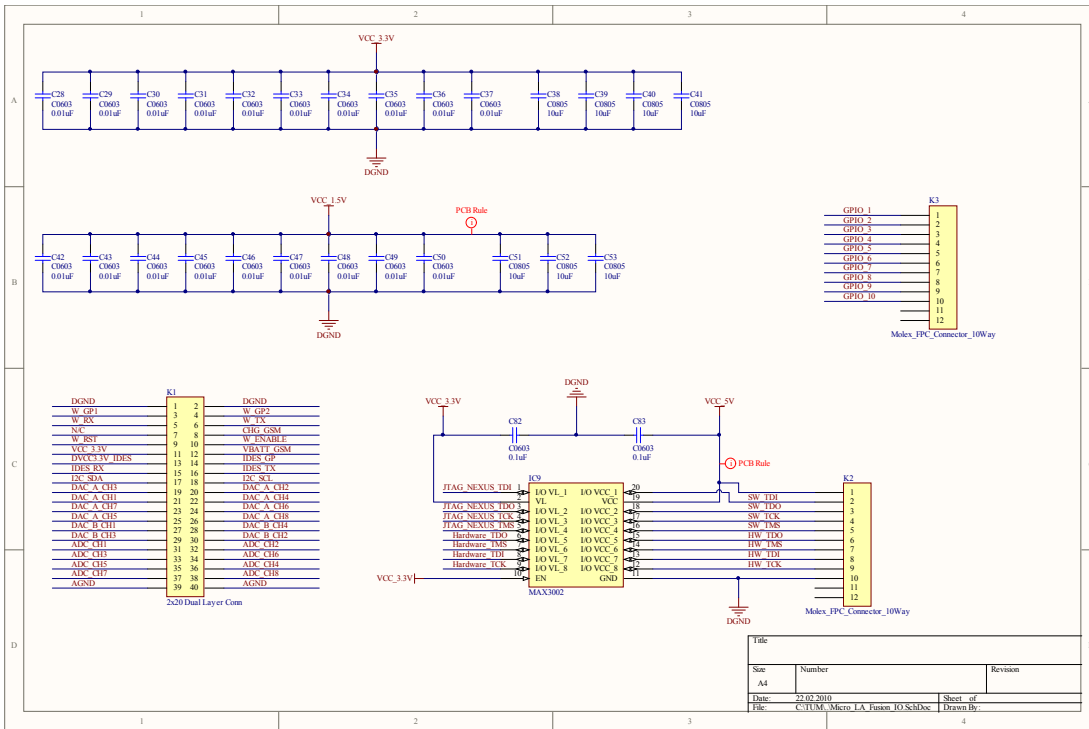 1 2 3 4
A
VCC_3.3V
C28 C29 C30 C31 C32 C33 C34 C35 C36 C37 C38 C39 C40 C41
C0603 C0603 C0603 C0603 C0603 C0603 C0603 C0603 C0603 C0603 C0805 C0805 C0805 C0805
0.01uF 0.01uF 0.01uF 0.01uF 0.01uF 0.01uF 0.01uF 0.01uF 0.01uF 0.01uF 10uF 10uF 10uF 10uF
DGND
B
VCC_1.5V
PCB Rule
i
C42 C43 C44 C45 C46 C47 C48 C49 C50 C51 C52 C53
C0603 C0603 C0603 C0603 C0603 C0603 C0603 C0603 C0603 C0805 C0805 C0805
0.01uF 0.01uF 0.01uF 0.01uF 0.01uF 0.01uF 0.01uF 0.01uF 0.01uF 10uF 10uF 10uF
DGND
K3
GPIO_1 1
GPIO_2 2
GPIO_3 3
GPIO_4 4
GPIO_5 5
GPIO_6 6
GPIO_7 7
GPIO_8 8
GPIO_9 9
GPIO_10 10
11
12
Molex_FPC_Connector_10Way
C
K1
DGND 1 2 DGND
W_GP1 3 4 W_GP2
W_RX 5 6 W_TX
N/C 7 8 CHG_GSM
W_RST 9 10 W_ENABLE
VCC_3.3V 11 12 VBATT_GSM
DVCC3.3V_IDES 13 14 IDES_GP
IDES_RX 15 16 IDES_TX
I2C_SDA 17 18 I2C_SCL
DAC_A_CH3 19 20 DAC_A_CH2
DAC_A_CH1 21 22 DAC_A_CH4
DAC_A_CH7 23 24 DAC_A_CH6
DAC_A_CH5 25 26 DAC_A_CH8
DAC_B_CH1 27 28 DAC_B_CH4
DAC_B_CH3 29 30 DAC_B_CH2
ADC_CH1 31 32 ADC_CH2
ADC_CH3 33 34 ADC_CH6
ADC_CH5 35 36 ADC_CH4
ADC_CH7 37 38 ADC_CH8
AGND 39 40 AGND
2x20 Dual Layer Conn
DGND
VCC_3.3V VCC_5V
C82 C83
C0603 C0603
0.1uF 0.1uF
i PCB Rule
IC9
JTAG_NEXUS_TDI 1 I/O VL_1 I/O VCC_1 20
2 VL VCC 19
JTAG_NEXUS_TDO 3 I/O VL_2 I/O VCC_2 18
JTAG_NEXUS_TCK 4 I/O VL_3 I/O VCC_3 17
JTAG_NEXUS_TMS 5 I/O VL_4 I/O VCC_4 16
Hardware_TDO 6 I/O VL_5 I/O VCC_5 15
Hardware_TMS 7 I/O VL_6 I/O VCC_6 14
Hardware_TDI 8 I/O VL_7 I/O VCC_7 13
Hardware_TCK 9 I/O VL_8 I/O VCC_8 12
VCC_3.3V 10 EN GND 11
MAX3002
DGND
K2
1
SW_TDI 2
SW_TDO 3
SW_TCK 4
SW_TMS 5
HW_TDO 6
HW_TMS 7
HW_TDI 8
HW_TCK 9
10
11
12
Molex_FPC_Connector_10Way
D
Title
Size Number Revision
A4
Date: 22.02.2010 Sheet of
File: C:\TUM\..\Micro_LA_Fusion_IO.SchDoc Drawn By:
1 2 3 4